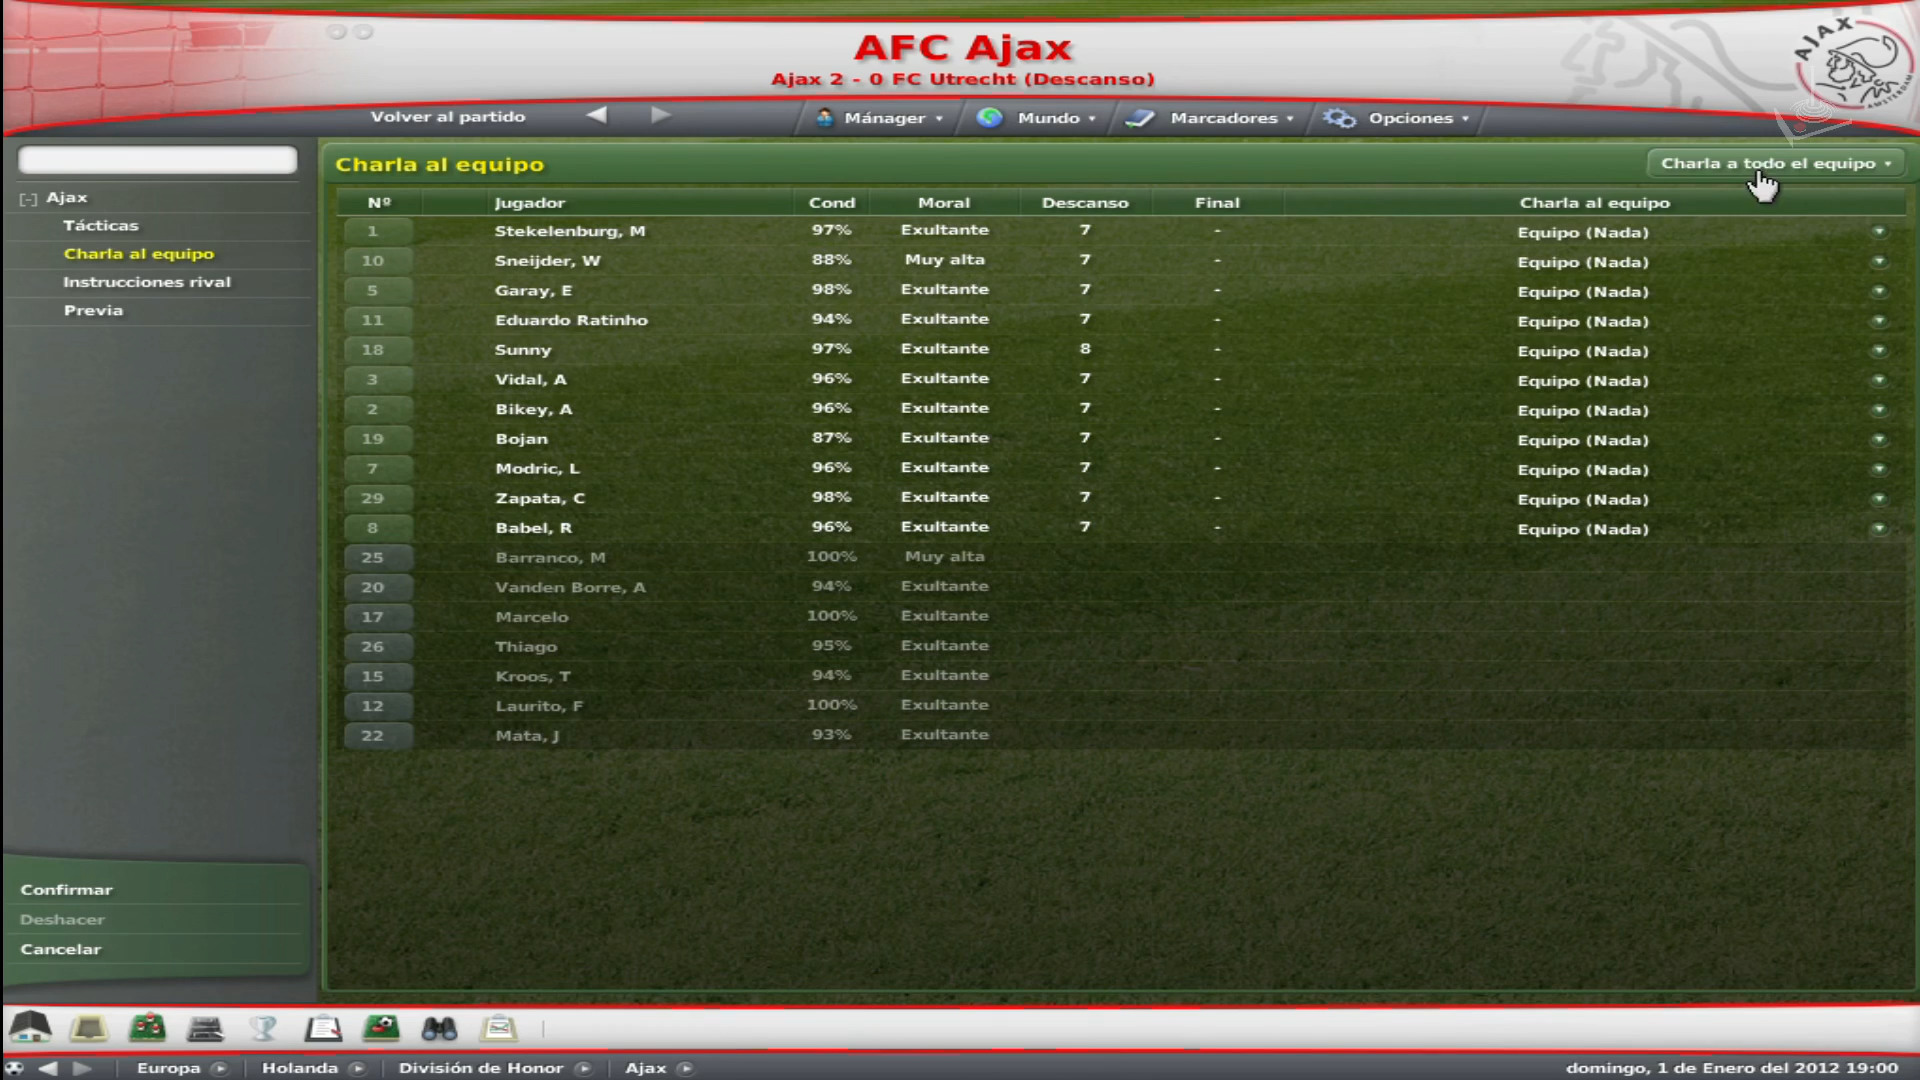 AFC Ajax
Ajax 2 - 0 FC Utrecht (Descanso)
AJAX
AMSTERDAM
Volver al partido Mánager Mundo Marcadores Opciones
Charla al equipo Charla a todo el equipo
[-] Ajax
Tácticas
Charla al equipo
Instrucciones rival
Previa
Nº Jugador Cond Moral Descanso Final Charla al equipo
1 Stekelenburg, M 97% Exultante 7 - Equipo (Nada)
10 Sneijder, W 88% Muy alta 7 - Equipo (Nada)
5 Garay, E 98% Exultante 7 - Equipo (Nada)
11 Eduardo Ratinho 94% Exultante 7 - Equipo (Nada)
18 Sunny 97% Exultante 8 - Equipo (Nada)
3 Vidal, A 96% Exultante 7 - Equipo (Nada)
2 Bikey, A 96% Exultante 7 - Equipo (Nada)
19 Bojan 87% Exultante 7 - Equipo (Nada)
7 Modric, L 96% Exultante 7 - Equipo (Nada)
29 Zapata, C 98% Exultante 7 - Equipo (Nada)
8 Babel, R 96% Exultante 7 - Equipo (Nada)
25 Barranco, M 100% Muy alta
20 Vanden Borre, A 94% Exultante
17 Marcelo 100% Exultante
26 Thiago 95% Exultante
15 Kroos, T 94% Exultante
12 Laurito, F 100% Exultante
22 Mata, J 93% Exultante
Confirmar
Deshacer
Cancelar
Europa Holanda División de Honor Ajax domingo, 1 de Enero del 2012 19:00